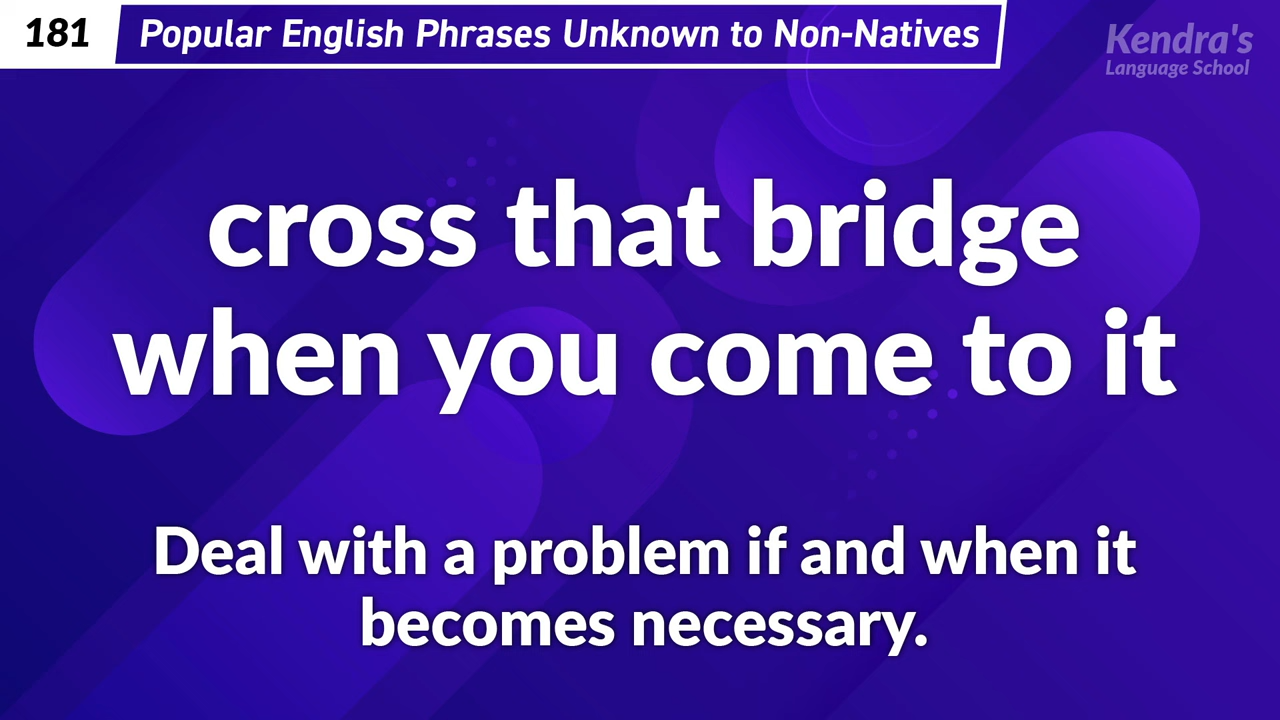 181
Popular English Phrases Unknown to Non-Natives
Kendra's
Language School
cross that bridge
when you come to it
Deal with a problem if and when it
becomes necessary.